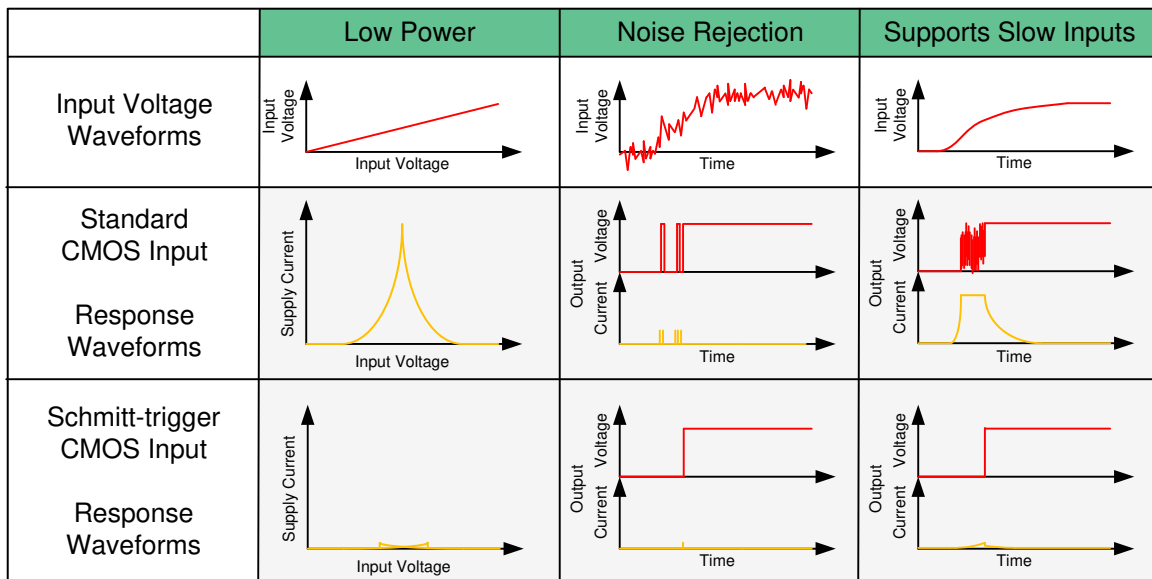 Low Power
Noise Rejection
Supports Slow Inputs
Input Voltage
Waveforms
Input
Voltage
Input Voltage
Input
Voltage
Time
Input
Voltage
Time
Standard
CMOS Input
Response
Waveforms
Supply Current
Input Voltage
Output
Voltage
Current
Time
Output
Voltage
Current
Time
Schmitt-trigger
CMOS Input
Response
Waveforms
Supply Current
Input Voltage
Output
Voltage
Current
Time
Output
Voltage
Current
Time